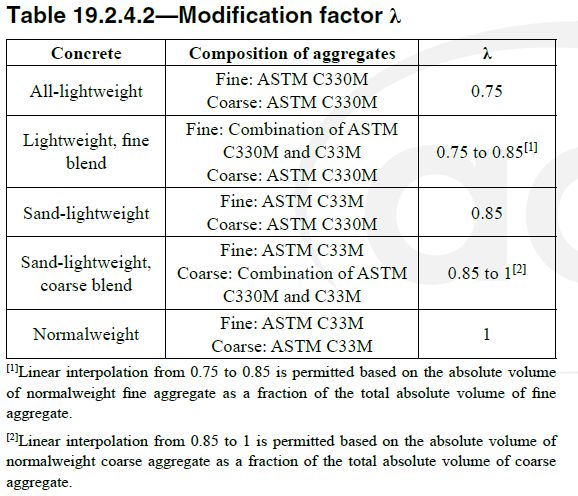 Table 19.2.4.2—Modification factor λ
Concrete Composition of aggregates λ
All-lightweight Fine: ASTM C330M
Coarse: ASTM C330M 0.75
Lightweight, fine
blend Fine: Combination of ASTM
C330M and C33M
Coarse: ASTM C330M 0.75 to 0.85[1]
Sand-lightweight Fine: ASTM C33M
Coarse: ASTM C330M 0.85
Sand-lightweight,
coarse blend Fine: ASTM C33M
Coarse: Combination of ASTM
C330M and C33M 0.85 to 1[2]
Normalweight Fine: ASTM C33M
Coarse: ASTM C33M 1
[1]Linear interpolation from 0.75 to 0.85 is permitted based on the absolute volume
of normalweight fine aggregate as a fraction of the total absolute volume of fine
aggregate.
[2]Linear interpolation from 0.85 to 1 is permitted based on the absolute volume of
normalweight coarse aggregate as a fraction of the total absolute volume of coarse
aggregate.